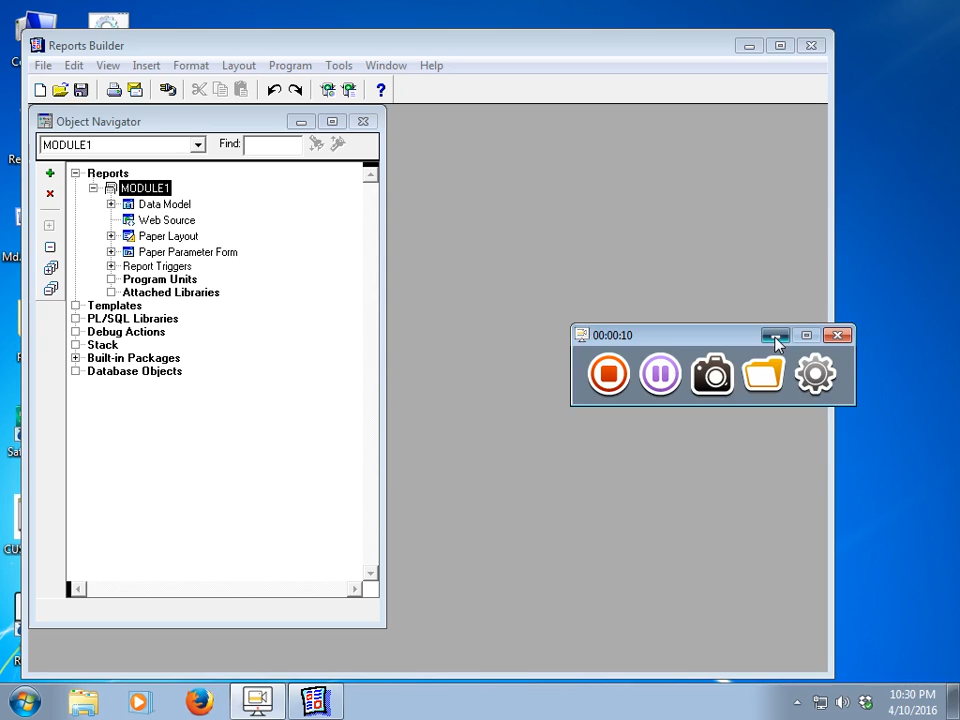 Reports Builder
File Edit View Insert Format Layout Program Tools Window Help
Object Navigator
MODULE1 Find:
Reports
MODULE1
Data Model
Web Source
Paper Layout
Paper Parameter Form
Report Triggers
Program Units
Attached Libraries
Templates
PL/SQL Libraries
Debug Actions
Stack
Built-in Packages
Database Objects
00:00:10
Md.
10:30 PM
4/10/2016